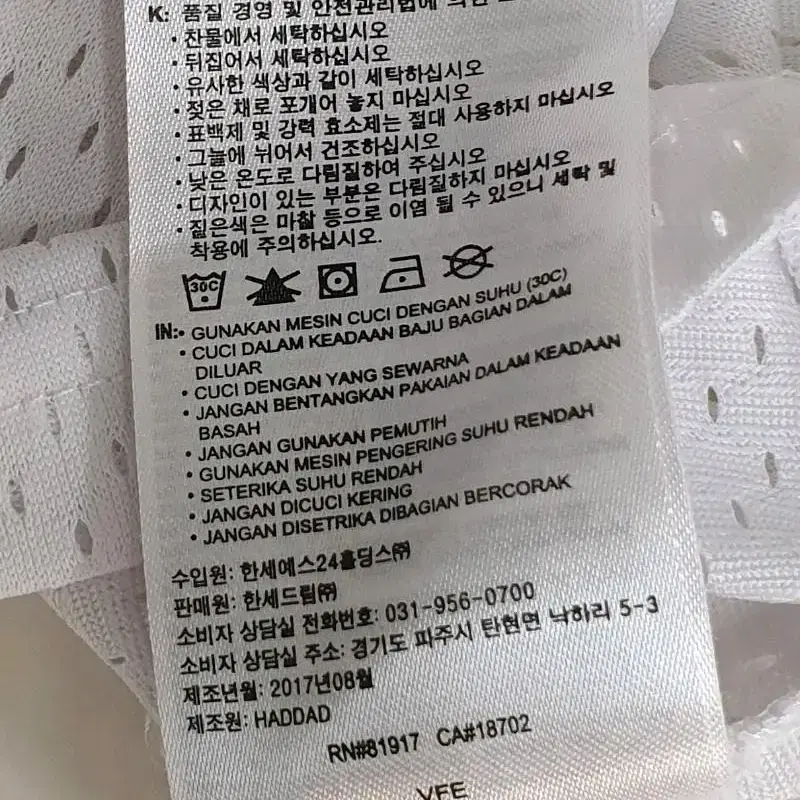 K: 품질 경영 및 안전관리법에 의한
• 찬물에서 세탁하십시오
• 뒤집어서 세탁하십시오
• 유사한 색상과 같이 세탁하십시오
• 젖은 채로 포개어 놓지 마십시오
• 표백제 및 강력 효소제는 절대 사용하지 마십시오
• 그늘에 뉘어서 건조하십시오
• 낮은 온도로 다림질하여 주십시오
• 디자인이 있는 부분은 다림질하지 마십시오
• 짙은색은 마찰 등으로 이염 될 수 있으니 세탁 및
착용에 주의하십시오.
30C
IN:• GUNAKAN MESIN CUCI DENGAN SUHU (30C)
• CUCI DALAM KEADAAN BAJU BAGIAN DALAM
DILUAR
• CUCI DENGAN YANG SEWARNA
• JANGAN BENTANGKAN PAKAIAN DALAM KEADAAN
BASAH
• JANGAN GUNAKAN PEMUTIH
• GUNAKAN MESIN PENGERING SUHU RENDAH
• SETERIKA SUHU RENDAH
• JANGAN DICUCI KERING
• JANGAN DISETRIKA DIBAGIAN BERCORAK
수입원: 한세예스24홀딩스㈜
판매원: 한세드림㈜
소비자 상담실 전화번호: 031-956-0700
소비자 상담실 주소: 경기도 파주시 탄현면 낙하리 5-3
제조년월: 2017년08월
제조원: HADDAD
RN#81917 CA#18702
VFE